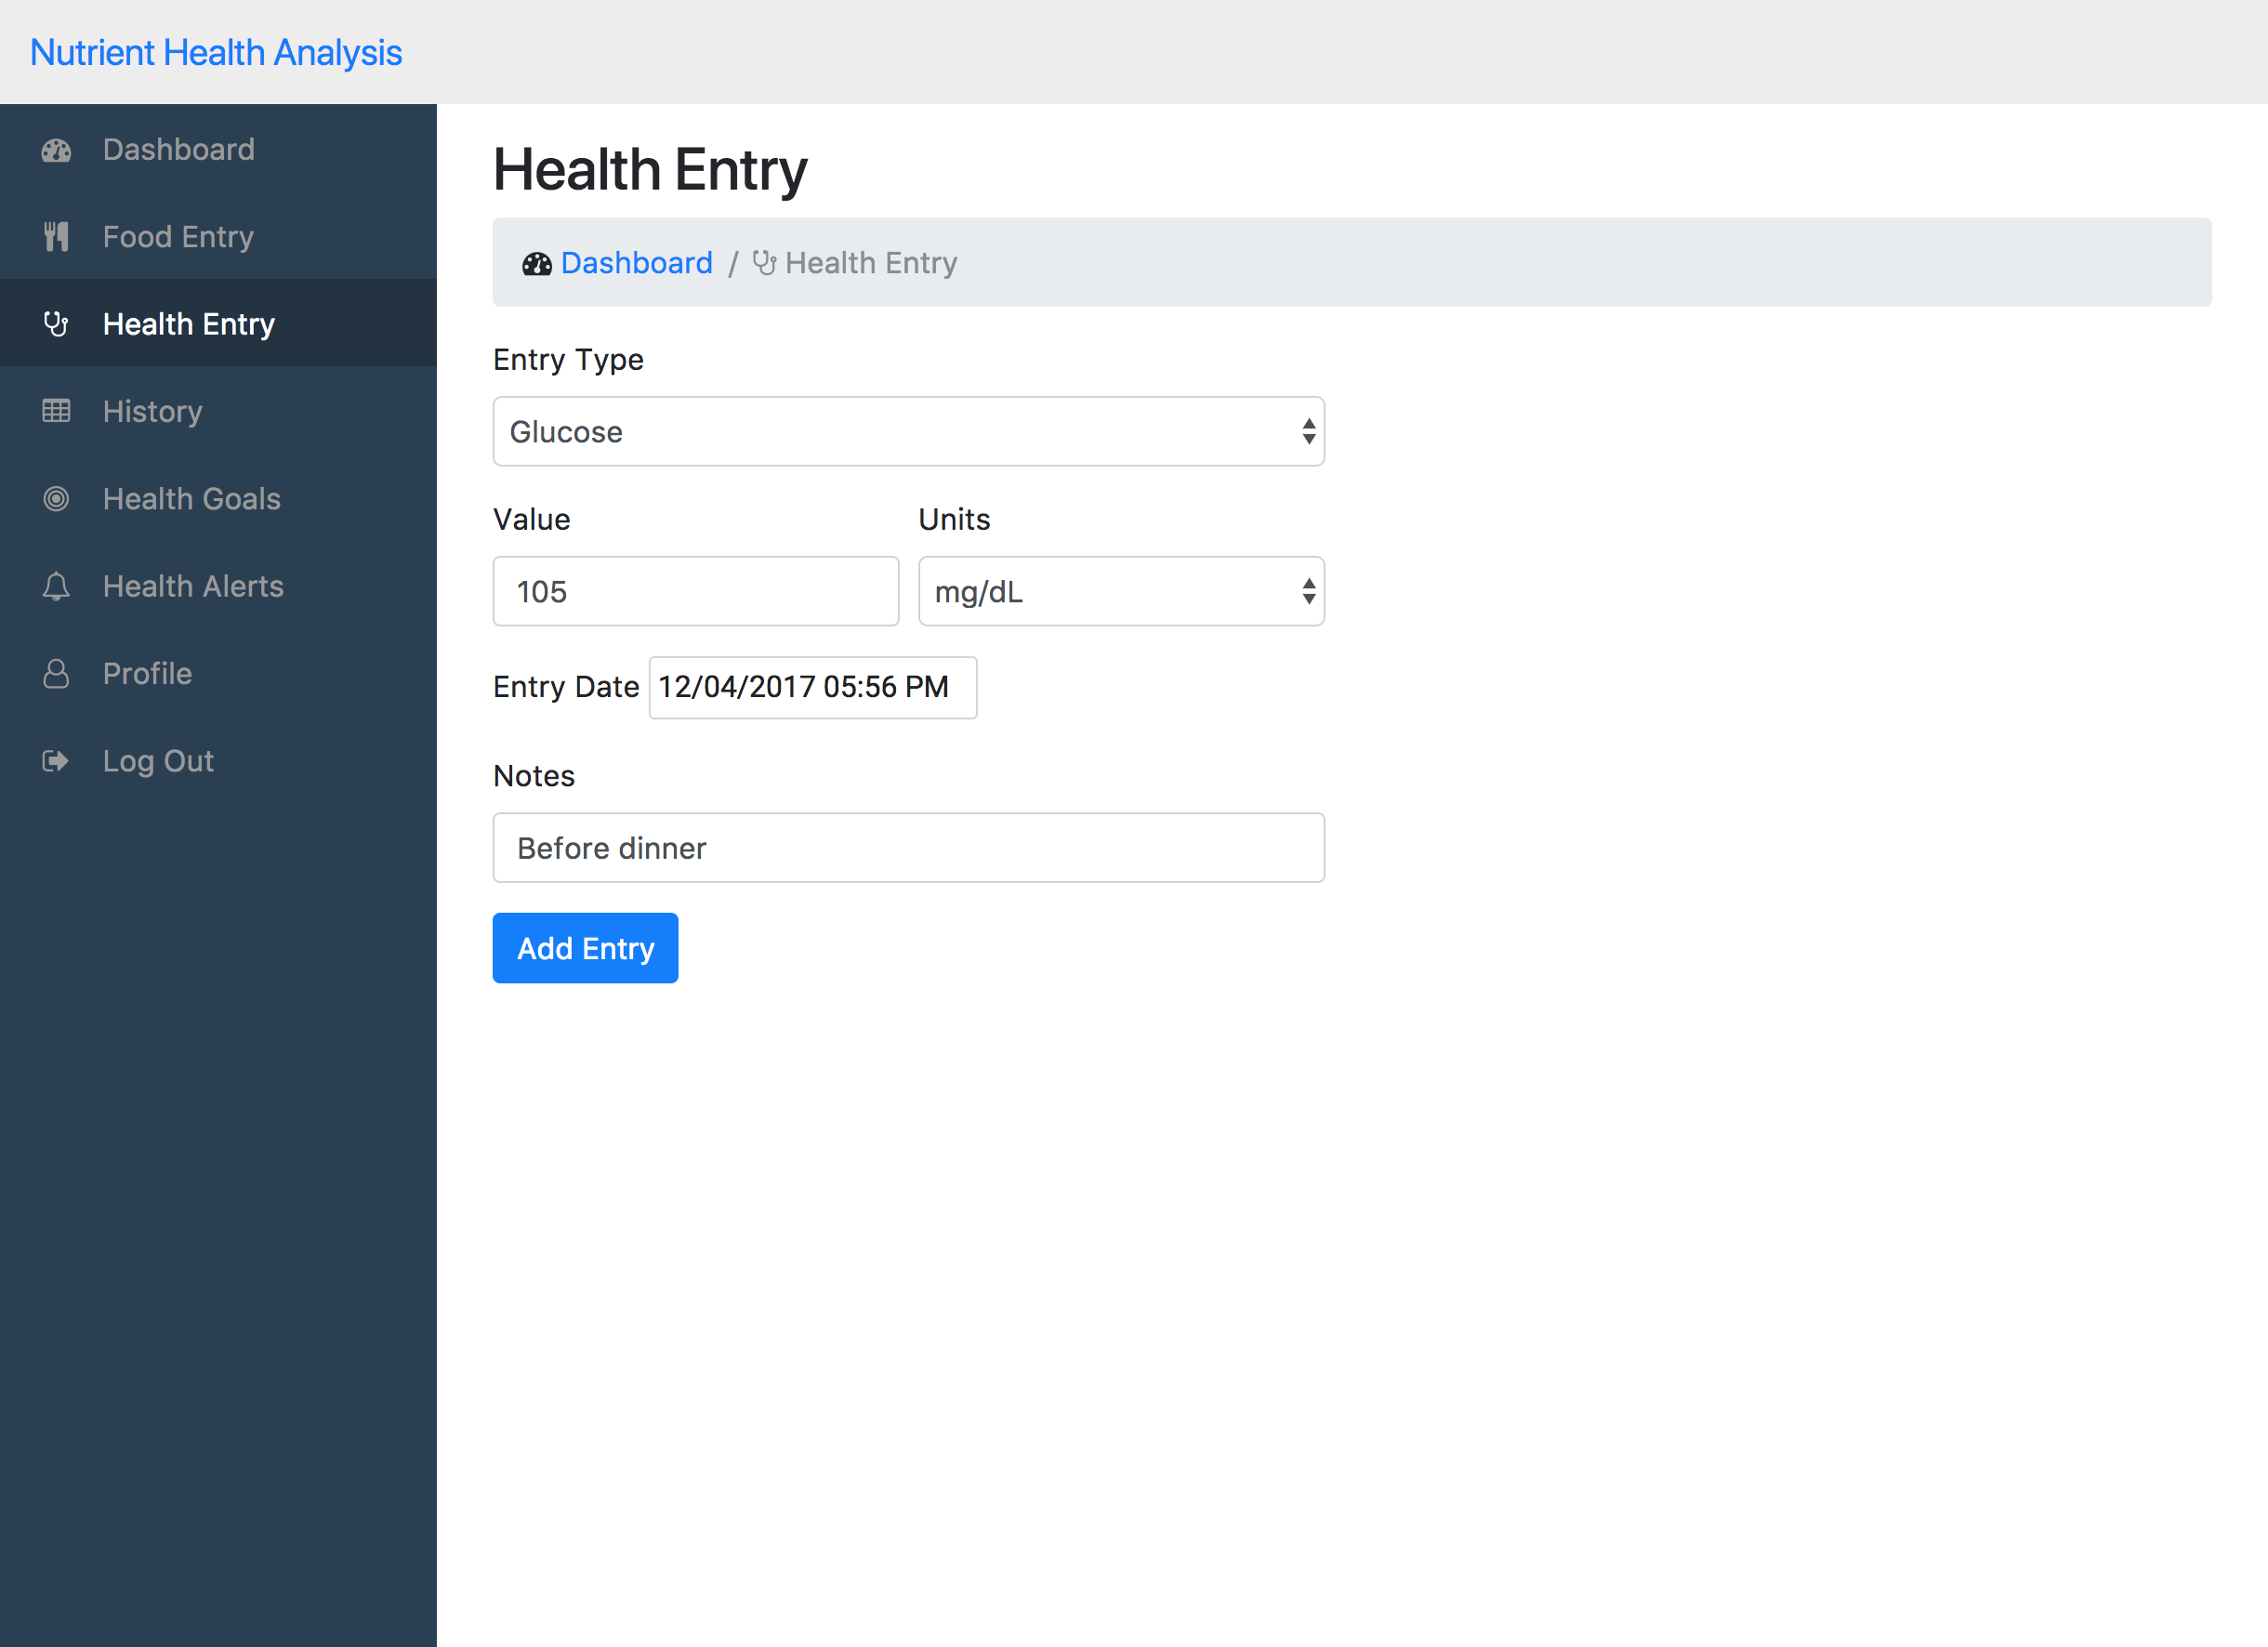 Nutrient Health Analysis
Dashboard
Food Entry
Health Entry
History
Health Goals
Health Alerts
Profile
Log Out
Health Entry
Dashboard / Health Entry
Entry Type
Glucose
Value Units
105 mg/dL
Entry Date 12/04/2017 05:56 PM
Notes
Before dinner
Add Entry